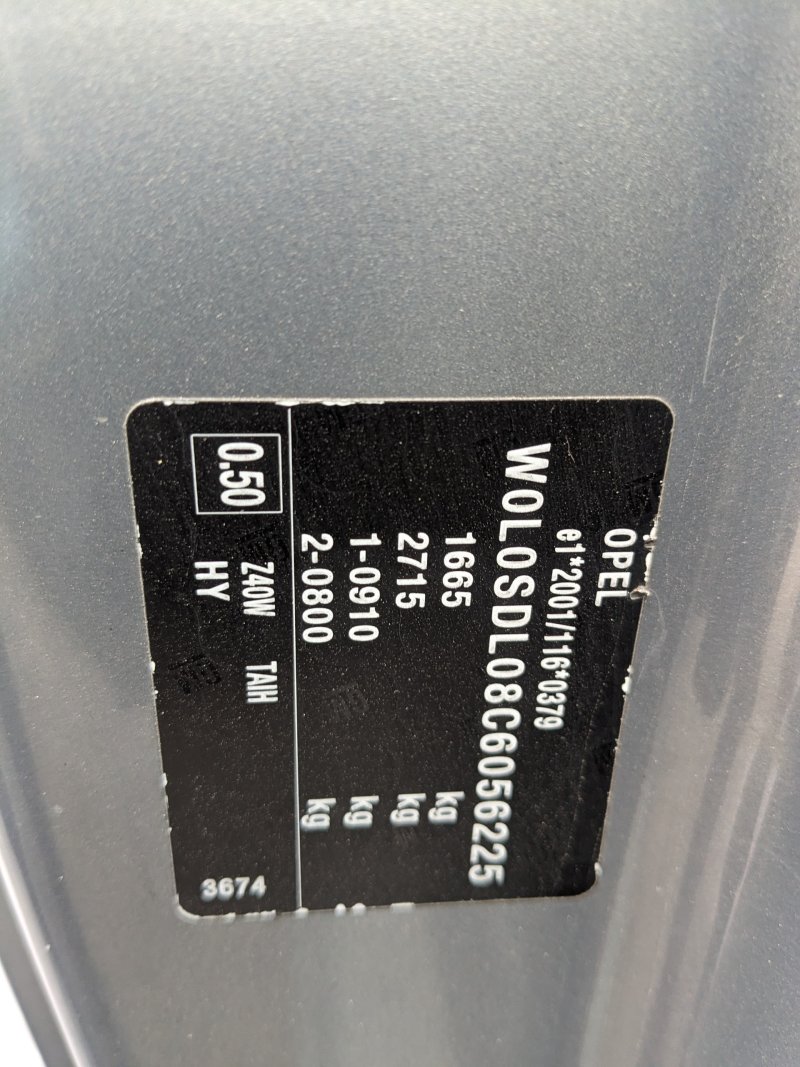 OPEL
e1*2001/116*0379
W0L0SDL08C6056225
1665 kg
2715 kg
1-0910 kg
2-0800 kg
0.50 Z40W TAIH
HY
3674